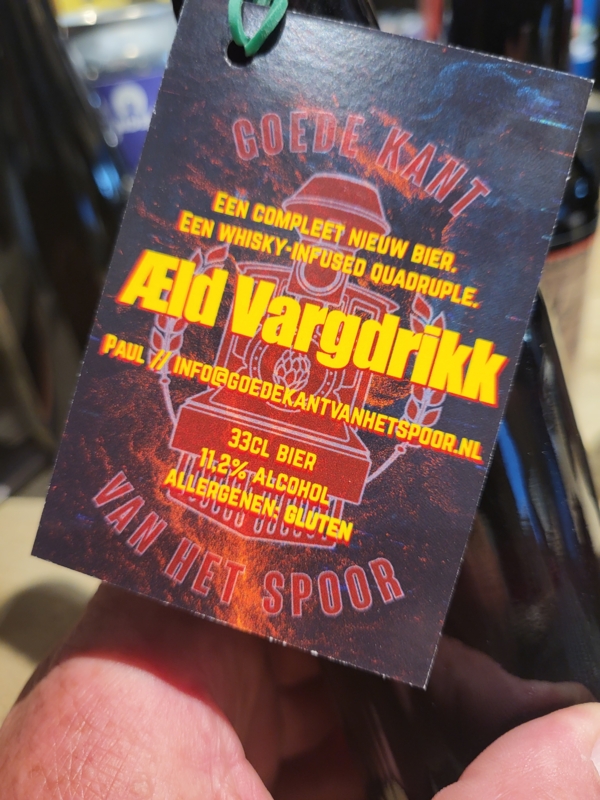 GOEDE KANT
EEN COMPLEET NIEUW BIER.
EEN WHISKY-INFUSED QUADRUPLE.
Æld Vargdrikk
PAUL // INFO@GOEDEKANTVANHETSPOOR.NL
33CL BIER
11,2% ALCOHOL
ALLERGENEN: GLUTEN
VAN HET SPOOR